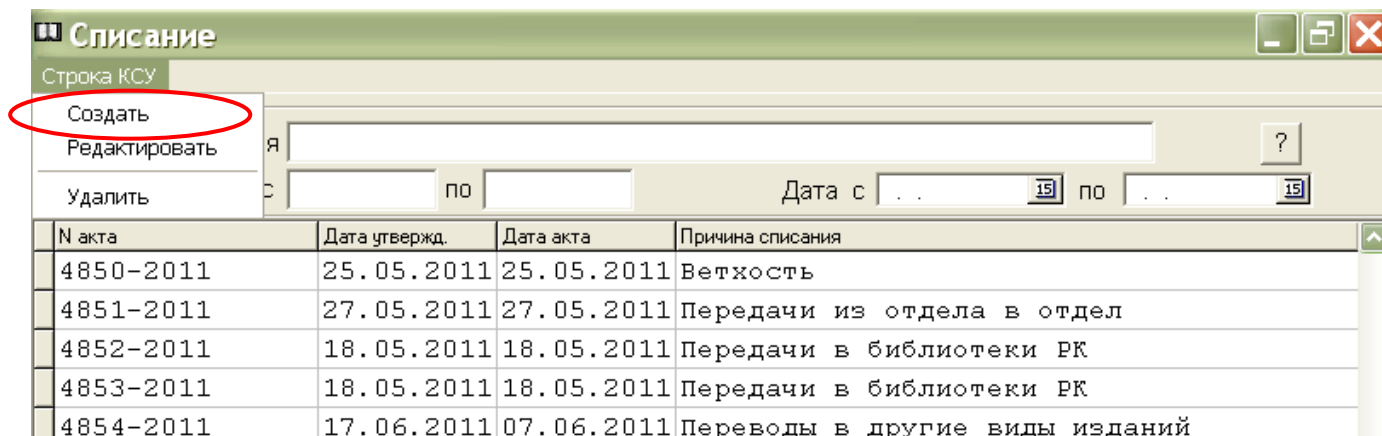 Списание
Строка КСУ
Создать
Редактировать
Удалить
я
?
с по Дата с . . 15 по . . 15
N акта Дата утвержд. Дата акта Причина списания
4850-2011 25.05.2011 25.05.2011 Ветхость
4851-2011 27.05.2011 27.05.2011 Передачи из отдела в отдел
4852-2011 18.05.2011 18.05.2011 Передачи в библиотеки РК
4853-2011 18.05.2011 18.05.2011 Передачи в библиотеки РК
4854-2011 17.06.2011 07.06.2011 Переводы в другие виды изданий